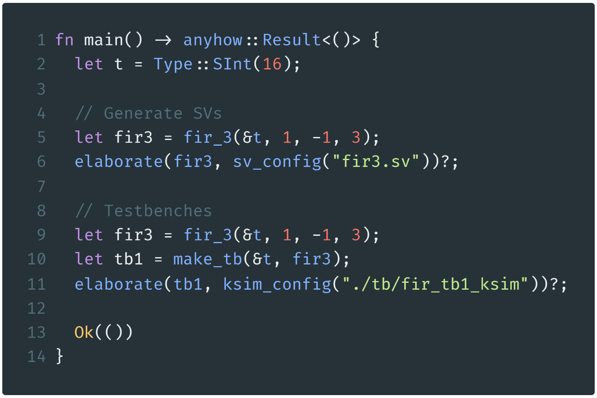 1 fn main() -> anyhow::Result<()> {
2   let t = Type::SInt(16);
3
4   // Generate SVs
5   let fir3 = fir_3(&t, 1, -1, 3);
6   elaborate(fir3, sv_config("fir3.sv"))?;
7
8   // Testbenches
9   let fir3 = fir_3(&t, 1, -1, 3);
10   let tb1 = make_tb(&t, fir3);
11   elaborate(tb1, ksim_config("./tb/fir_tb1_ksim"))?;
12
13   Ok(())
14 }